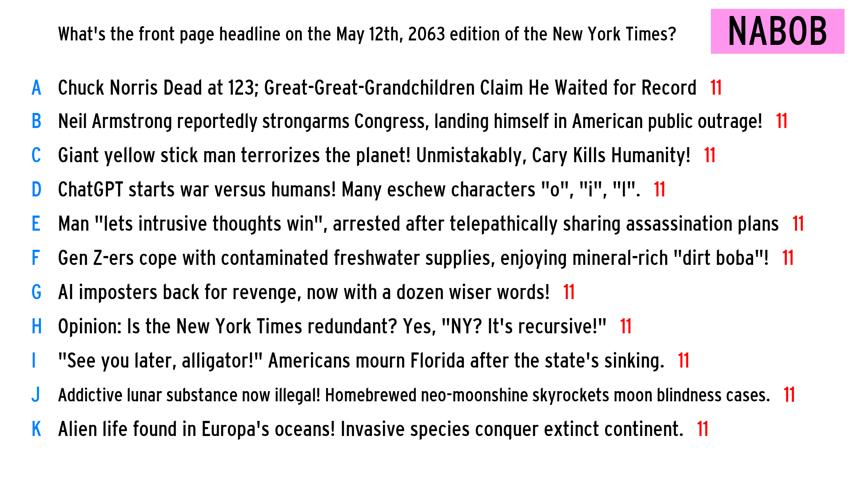 What's the front page headline on the May 12th, 2063 edition of the New York Times?
NABOB
A Chuck Norris Dead at 123; Great-Great-Grandchildren Claim He Waited for Record 11
B Neil Armstrong reportedly strongarms Congress, landing himself in American public outrage! 11
C Giant yellow stick man terrorizes the planet! Unmistakably, Cary Kills Humanity! 11
D ChatGPT starts war versus humans! Many eschew characters "o", "i", "l". 11
E Man "lets intrusive thoughts win", arrested after telepathically sharing assassination plans 11
F Gen Z-ers cope with contaminated freshwater supplies, enjoying mineral-rich "dirt boba"! 11
G AI imposters back for revenge, now with a dozen wiser words! 11
H Opinion: Is the New York Times redundant? Yes, "NY? It's recursive!" 11
I "See you later, alligator!" Americans mourn Florida after the state's sinking. 11
J Addictive lunar substance now illegal! Homebrewed neo-moonshine skyrockets moon blindness cases. 11
K Alien life found in Europa's oceans! Invasive species conquer extinct continent. 11